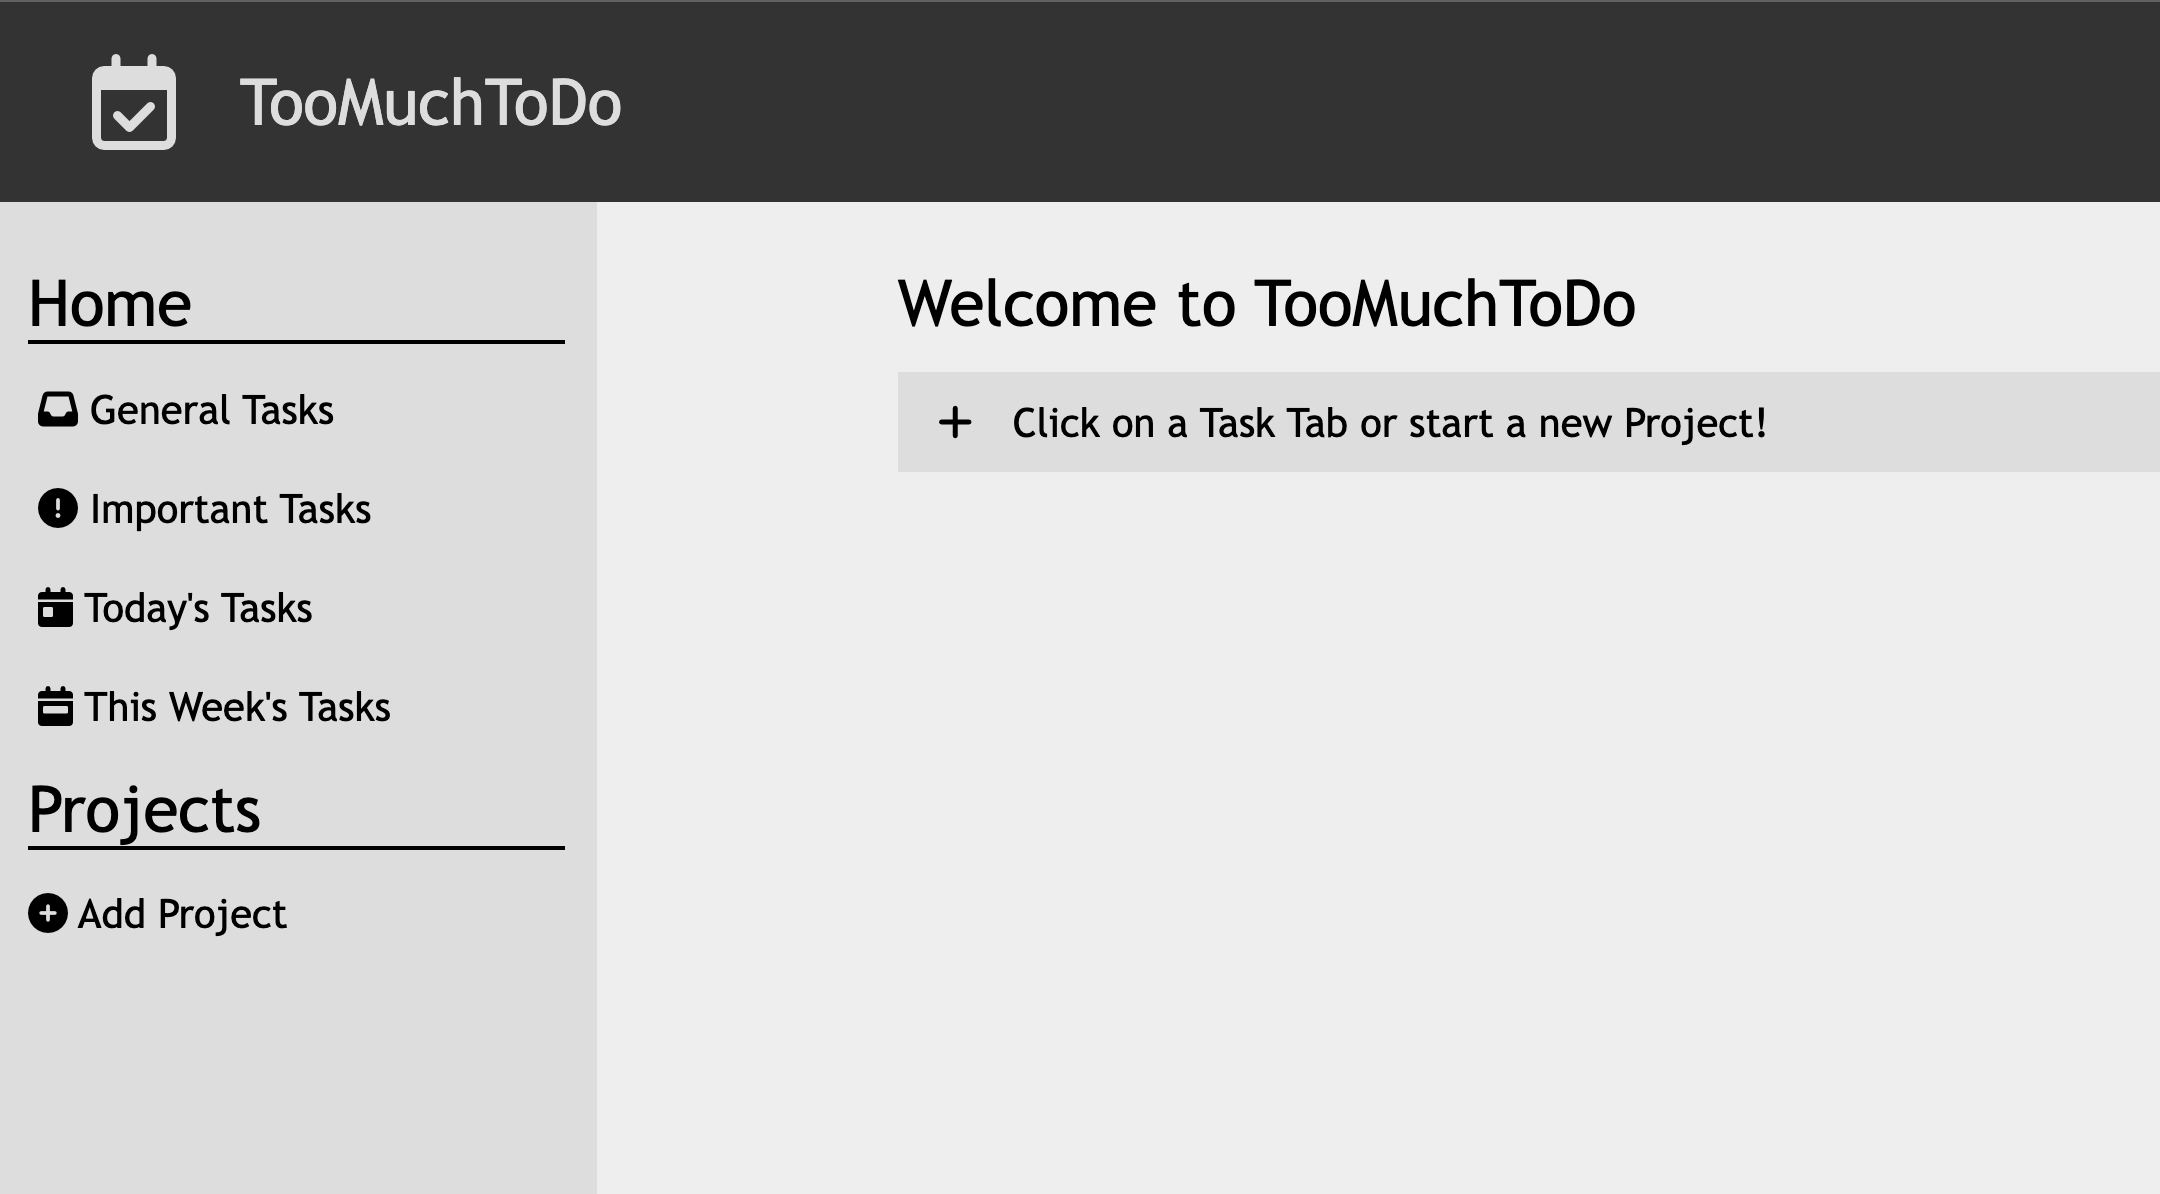 TooMuchToDo
Home
General Tasks
Important Tasks
Today's Tasks
This Week's Tasks
Projects
Add Project
Welcome to TooMuchToDo
Click on a Task Tab or start a new Project!